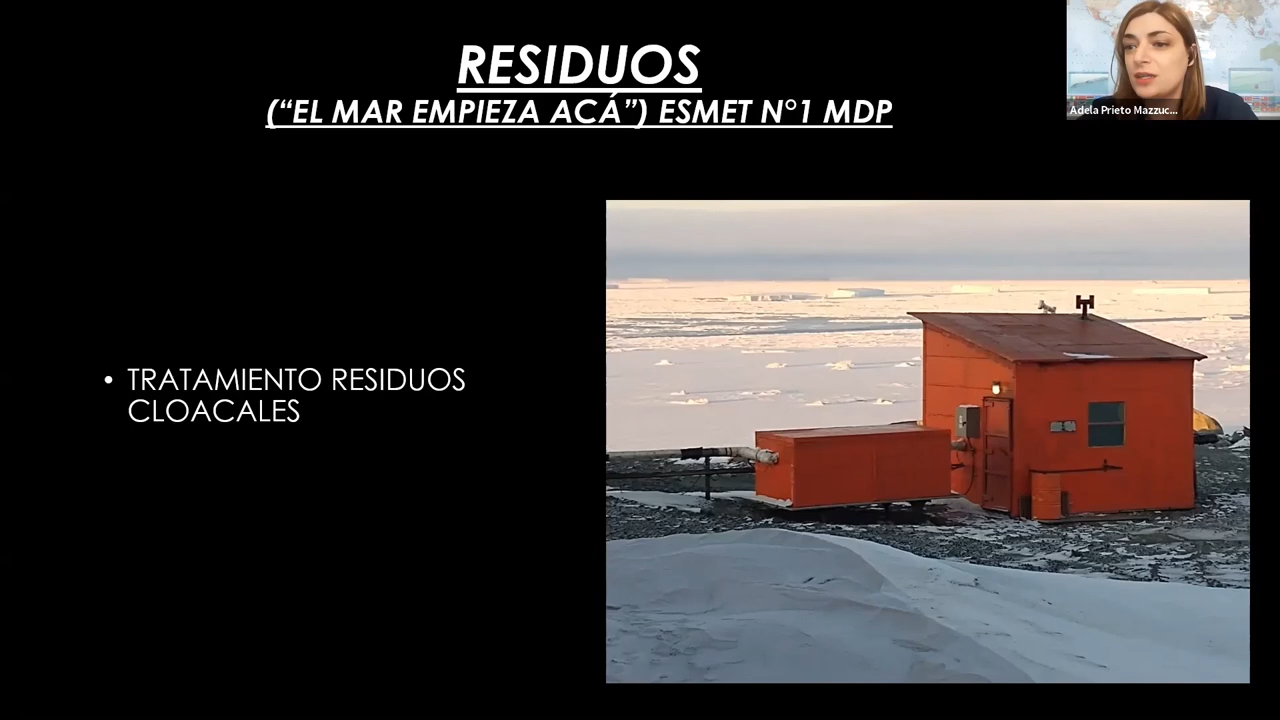 RESIDUOS
(“EL MAR EMPIEZA ACÁ”) ESMET N°1 MDP
Adela Prieto Mazzuc...
• TRATAMIENTO RESIDUOS
CLOACALES